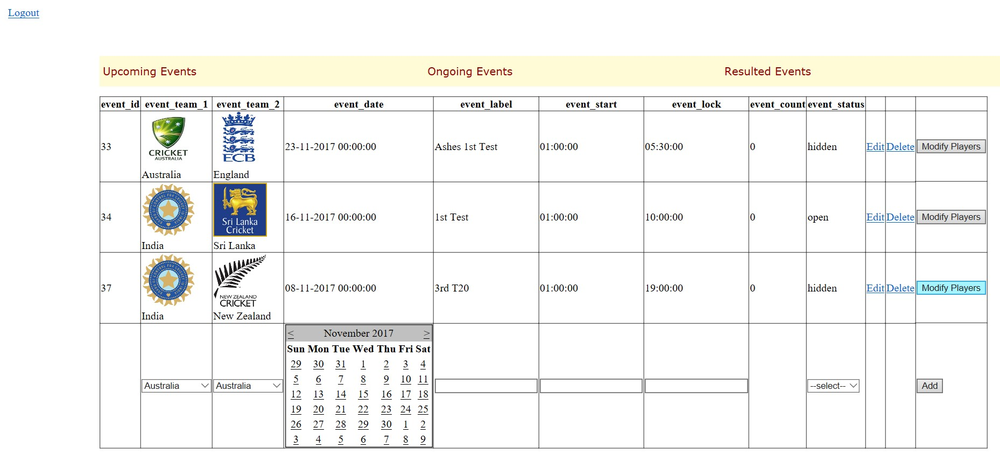 Logout
Upcoming Events Ongoing Events Resulted Events
event_id event_team_1 event_team_2 event_date event_label event_start event_lock event_count event_status
CRICKET
AUSTRALIA
ECB
33 23-11-2017 00:00:00 Ashes 1st Test 01:00:00 05:30:00 0 hidden Edit Delete Modify Players
Australia England
Sri Lanka
Cricket
34 16-11-2017 00:00:00 1st Test 01:00:00 10:00:00 0 open Edit Delete Modify Players
India Sri Lanka
37 08-11-2017 00:00:00 3rd T20 01:00:00 19:00:00 0 hidden Edit Delete Modify Players
NEW ZEALAND
CRICKET
India New Zealand
< November 2017 >
Sun Mon Tue Wed Thu Fri Sat
29 30 31 1 2 3 4
5 6 7 8 9 10 11
12 13 14 15 16 17 18
Australia Australia --select-- Add
19 20 21 22 23 24 25
26 27 28 29 30 1 2
3 4 5 6 7 8 9